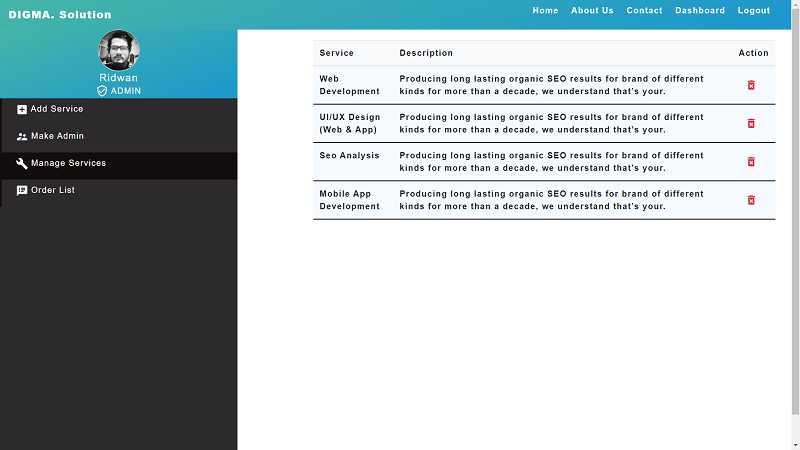 DIGMA. Solution
Home About Us Contact Dashboard Logout
Ridwan
ADMIN
Add Service
Make Admin
Manage Services
Order List
Service Description Action
Web Development
Producing long lasting organic SEO results for brand of different
kinds for more than a decade, we understand that's your.
UI/UX Design
(Web & App)
Producing long lasting organic SEO results for brand of different
kinds for more than a decade, we understand that's your.
Seo Analysis
Producing long lasting organic SEO results for brand of different
kinds for more than a decade, we understand that's your.
Mobile App
Development
Producing long lasting organic SEO results for brand of different
kinds for more than a decade, we understand that's your.